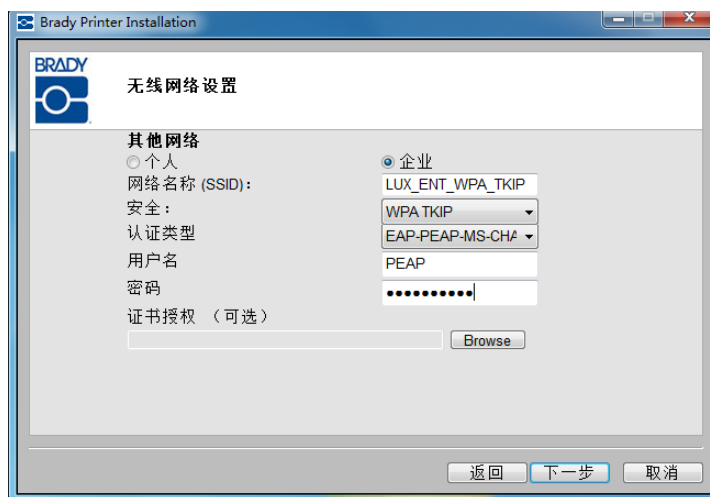 Brady Printer Installation
BRADY
无线网络设置
其他网络
个人 企业
网络名称 (SSID): LUX_ENT_WPA_TKIP
安全: WPA TKIP
认证类型 EAP-PEAP-MS-CHA
用户名 PEAP
密码 ●●●●●●●●●●
证书授权 （可选）
Browse
返回 下一步 取消